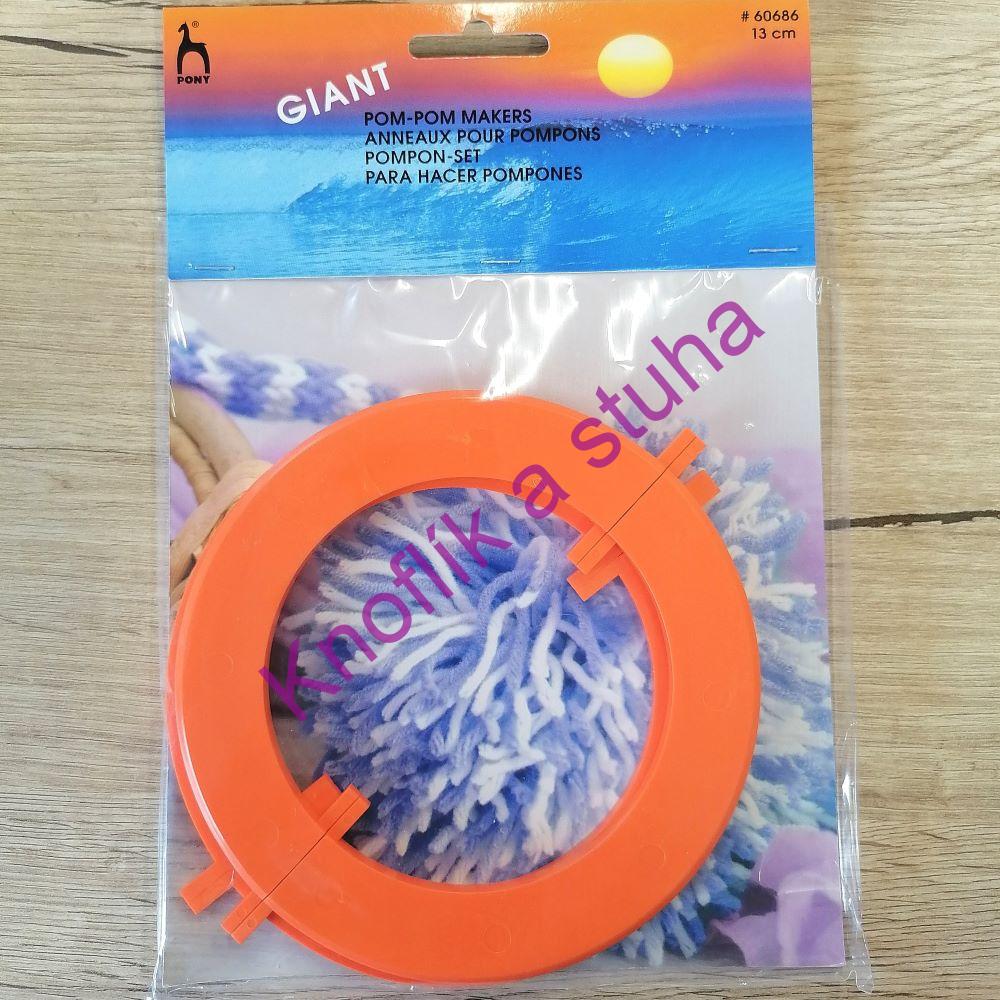 ®
PONY
# 60686
13 cm
GIANT
POM-POM MAKERS
ANNEAUX POUR POMPONS
POMPON-SET
PARA HACER POMPONES
Knoflík a stuha